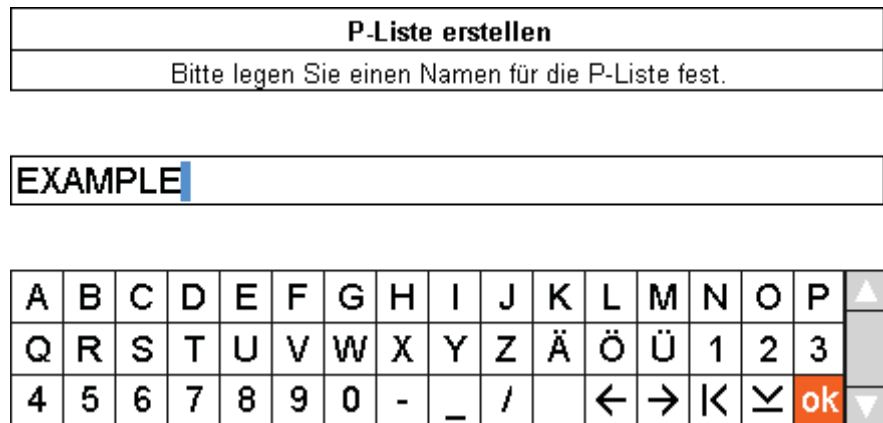 P-Liste erstellen
Bitte legen Sie einen Namen für die P-Liste fest.
EXAMPLE
A B C D E F G H I J K L M N O P
Q R S T U V W X Y Z Ä Ö Ü 1 2 3
4 5 6 7 8 9 0 - _ / ← → |< ⌄ ok